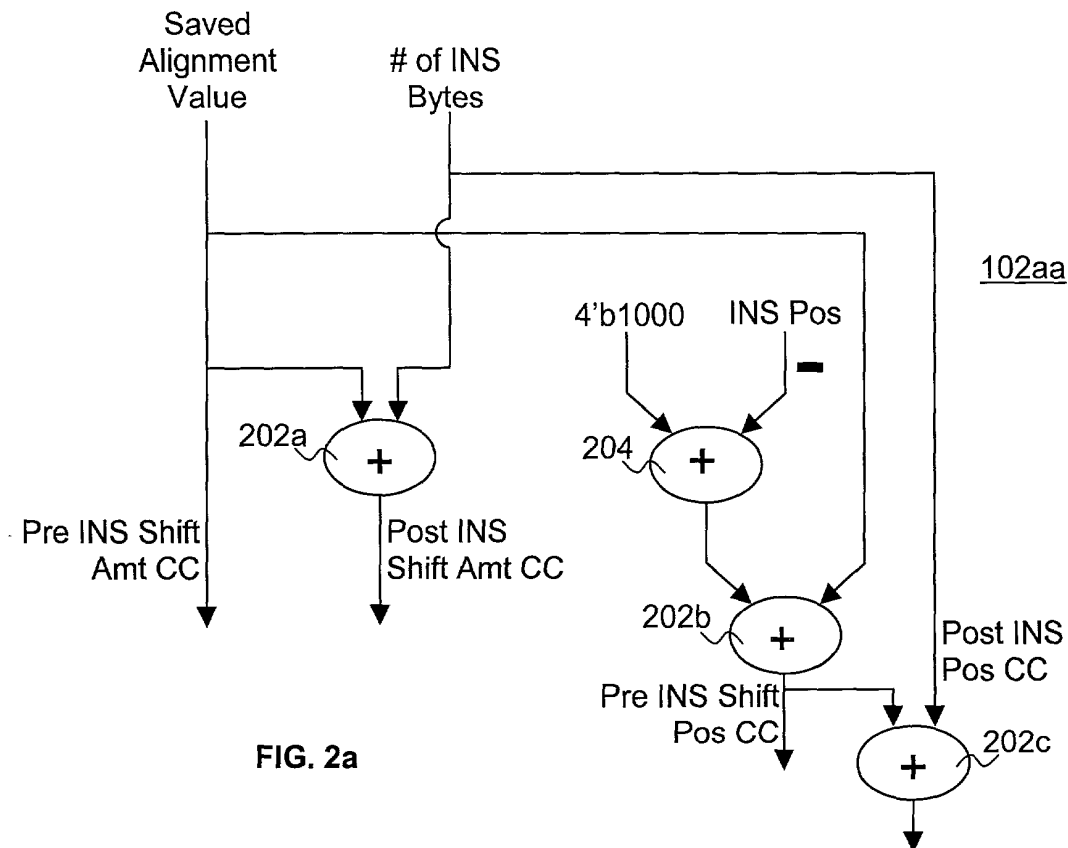 Saved
Alignment
Value
# of INS
Bytes
102aa
4'b1000
INS Pos
−
202a
+
204
+
Pre INS Shift
Amt CC
Post INS
Shift Amt CC
202b
+
Post INS
Pos CC
Pre INS Shift
Pos CC
202c
+
FIG. 2a